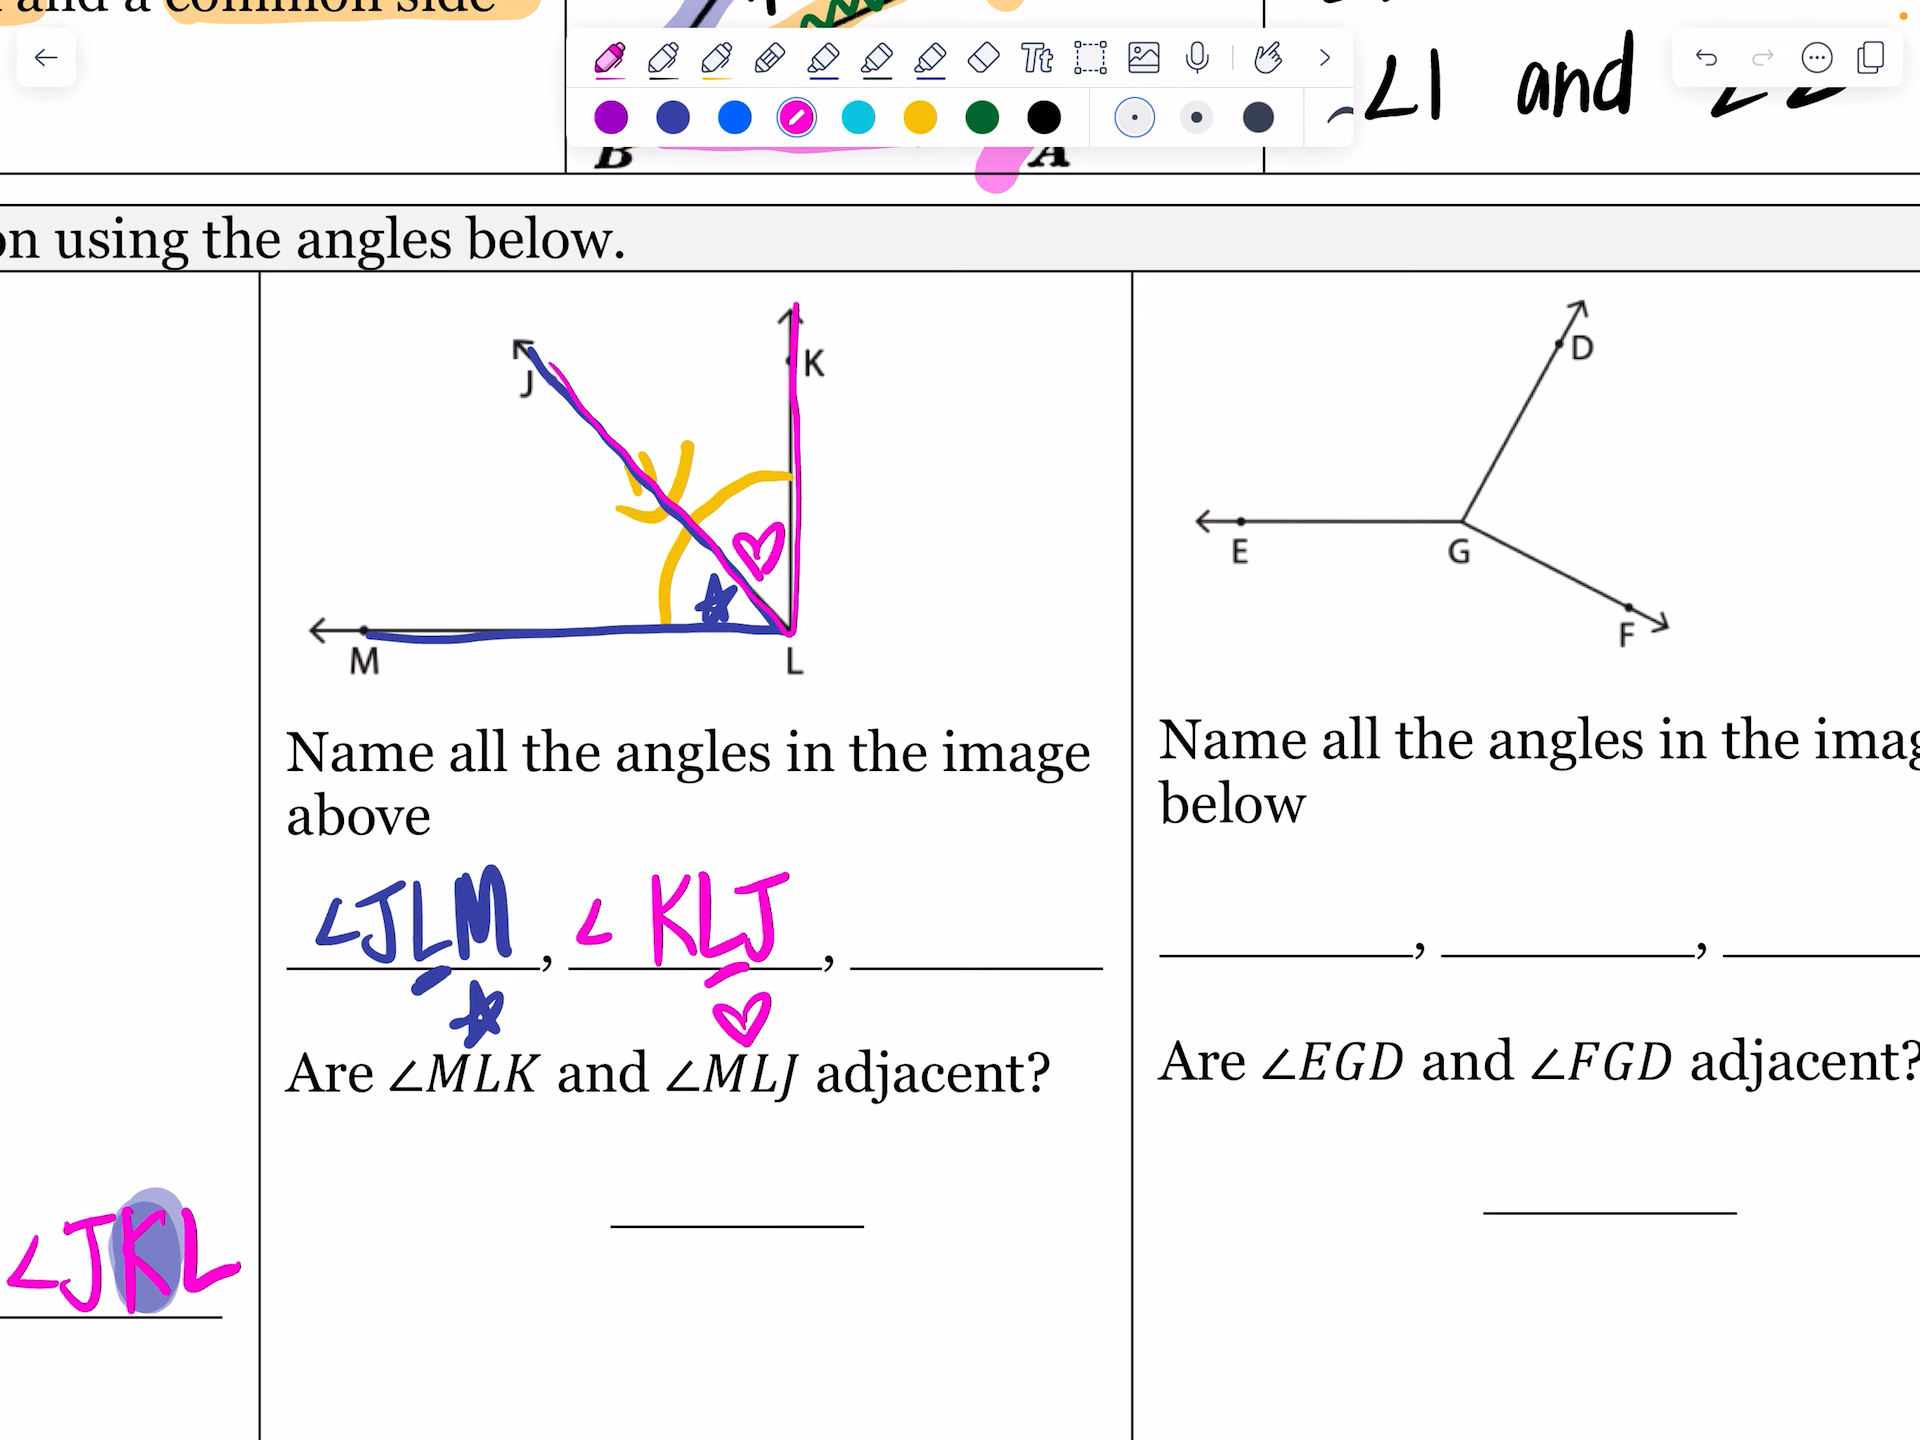 and a common side
Tt
∠1 and ∠2
B
A
on using the angles below.
J
K
M
L
D
E
G
F
Name all the angles in the image
above
∠JLM, ∠KLJ,
Are ∠MLK and ∠MLJ adjacent?
Name all the angles in the imag
below
, ,
Are ∠EGD and ∠FGD adjacent?
∠JKL